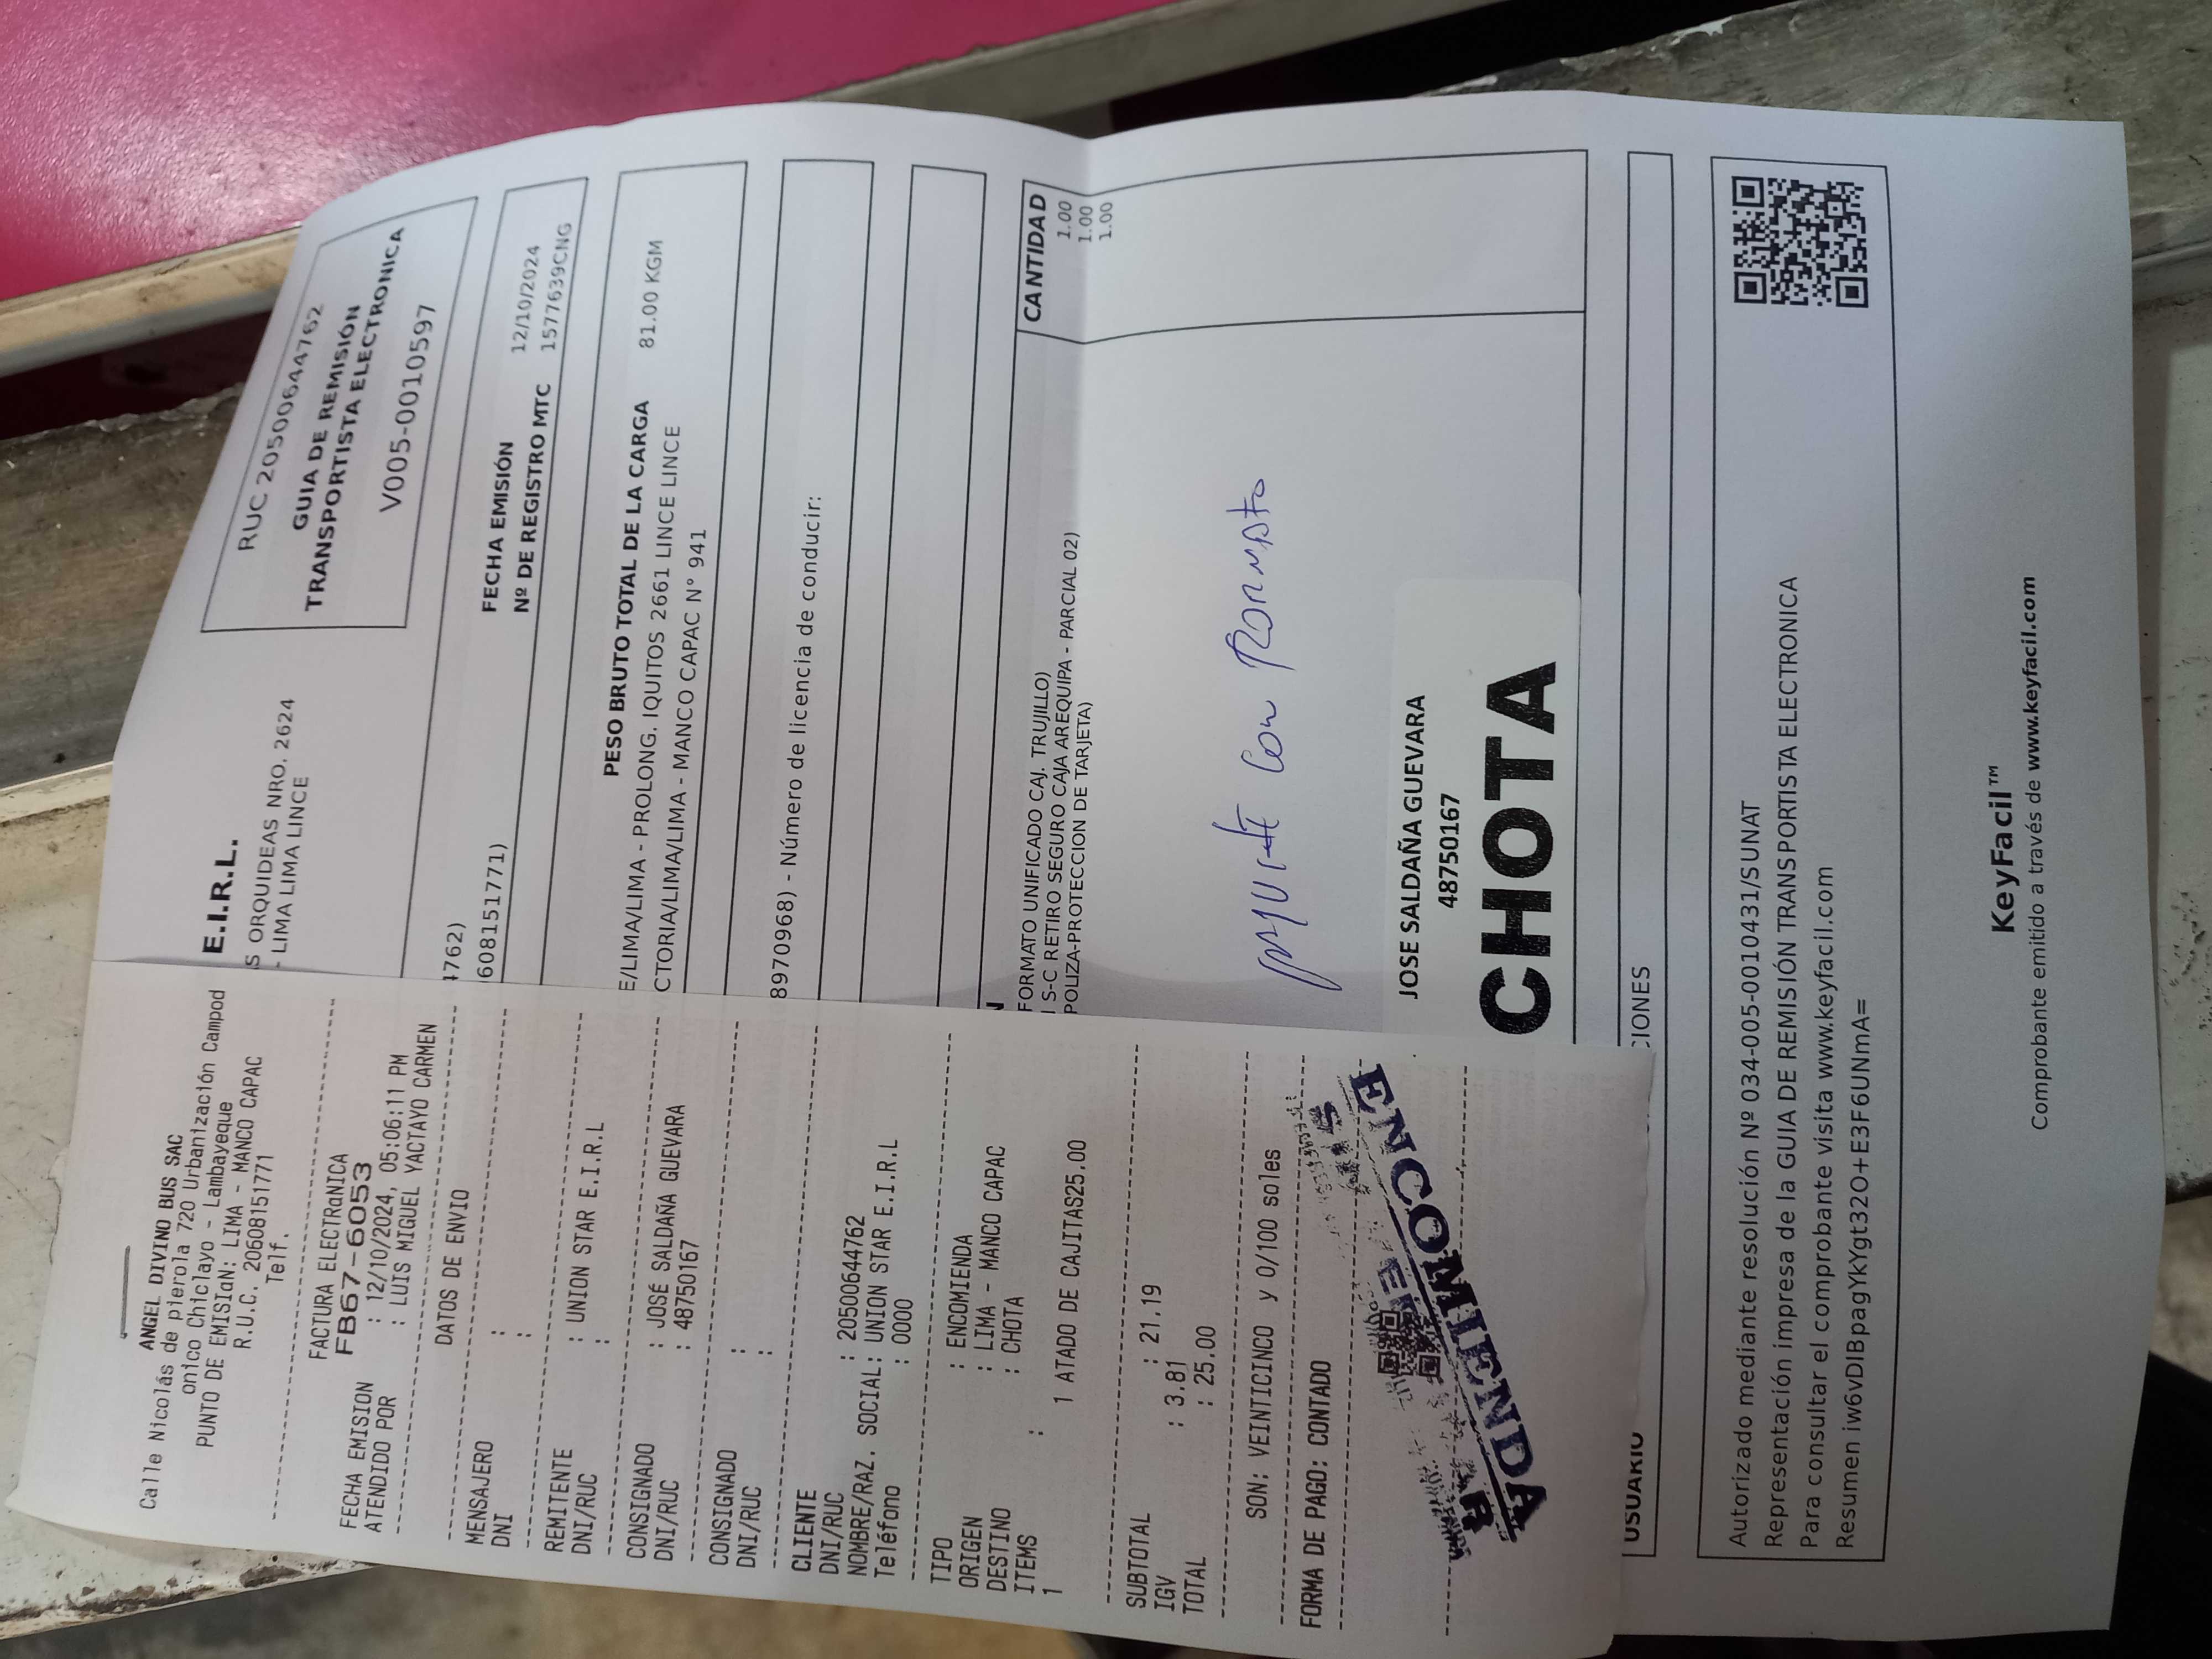 ANGEL DIVINO BUS SAC
Calle Nicolás de pierola 720 Urbanización Campod
onico Chiclayo - Lambayeque
PUNTO DE EMISIαN: LIMA - MANCO CAPAC
R.U.C. 20608151771
Telf.
FACTURA ELECTRαNICA
FB67-6053
FECHA EMISION : 12/10/2024, 05:06:11 PM
ATENDIDO POR : LUIS MIGUEL YACTAYO CARMEN
DATOS DE ENVIO
MENSAJERO :
DNI :
REMITENTE : UNION STAR E.I.R.L
DNI/RUC :
CONSIGNADO : JOSÉ SALDAÑA GUEVARA
DNI/RUC : 48750167
CONSIGNADO :
DNI/RUC :
CLIENTE
DNI/RUC : 20500644762
NOMBRE/RAZ. SOCIAL: UNION STAR E.I.R.L
Teléfono : 0000
TIPO : ENCOMIENDA
ORIGEN : LIMA - MANCO CAPAC
DESTINO : CHOTA
ITEMS :
1 1 ATADO DE CAJITAS25.00
SUBTOTAL : 21.19
IGV : 3.81
TOTAL : 25.00
SON: VEINTICINCO y 0/100 soles
FORMA DE PAGO: CONTADO
ENCOMIENDA
E.I.R.L.
S ORQUIDEAS NRO. 2624
- LIMA LIMA LINCE
RUC 20500644762
GUIA DE REMISIÓN
TRANSPORTISTA ELECTRONICA
V005-0010597
4762)
608151771)
FECHA EMISIÓN 12/10/2024
Nº DE REGISTRO MTC 1577639CNG
PESO BRUTO TOTAL DE LA CARGA 81.00 KGM
E/LIMA/LIMA - PROLONG. IQUITOS 2661 LINCE LINCE
CTORIA/LIMA/LIMA - MANCO CAPAC N° 941
8970968) - Número de licencia de conducir:
N CANTIDAD
FORMATO UNIFICADO CAJ. TRUJILLO) 1.00
S-C RETIRO SEGURO CAJA AREQUIPA - PARCIAL 02) 1.00
POLIZA-PROTECCION DE TARJETA) 1.00
con Formato
JOSE SALDAÑA GUEVARA
48750167
CHOTA
CIONES
USUARIO
Autorizado mediante resolución Nº 034-005-0010431/SUNAT
Representación impresa de la GUIA DE REMISIÓN TRANSPORTISTA ELECTRONICA
Para consultar el comprobante visita www.keyfacil.com
Resumen iw6vDIBpagYKYgt32O+E3F6UNmA=
KeyFacil™
Comprobante emitido a través de www.keyfacil.com